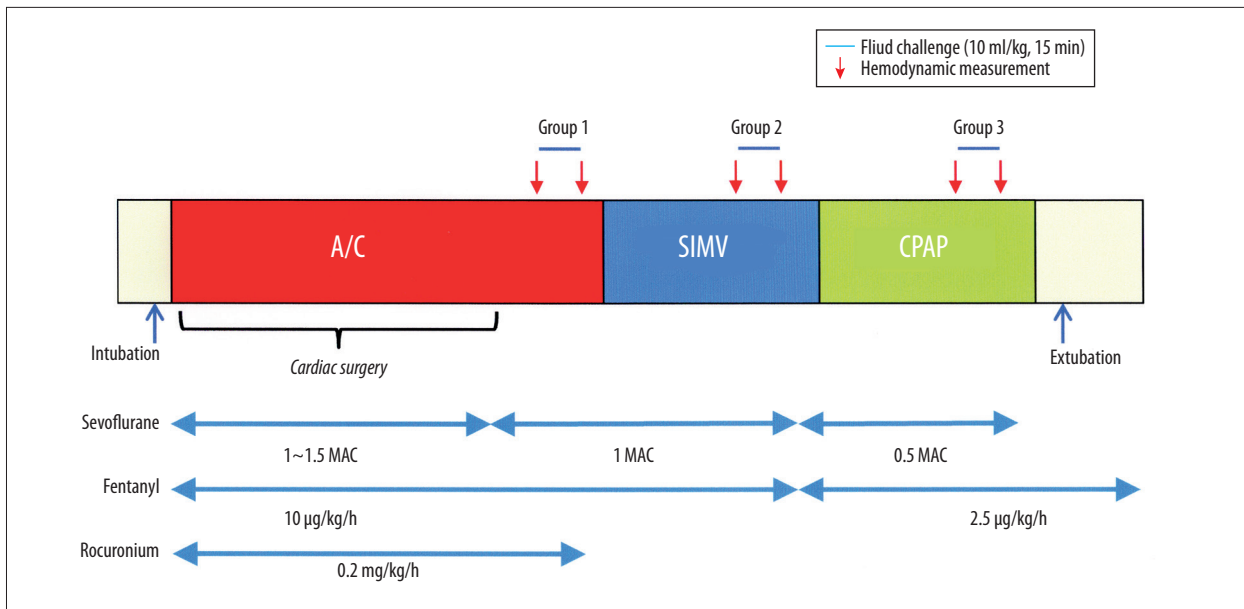 Fliud challenge (10 ml/kg, 15 min)
Hemodynamic measurement
Group 1 Group 2 Group 3
A/C SIMV CPAP
Intubation Cardiac surgery Extubation
Sevoflurane
1~1.5 MAC 1 MAC 0.5 MAC
Fentanyl
10 µg/kg/h 2.5 µg/kg/h
Rocuronium
0.2 mg/kg/h